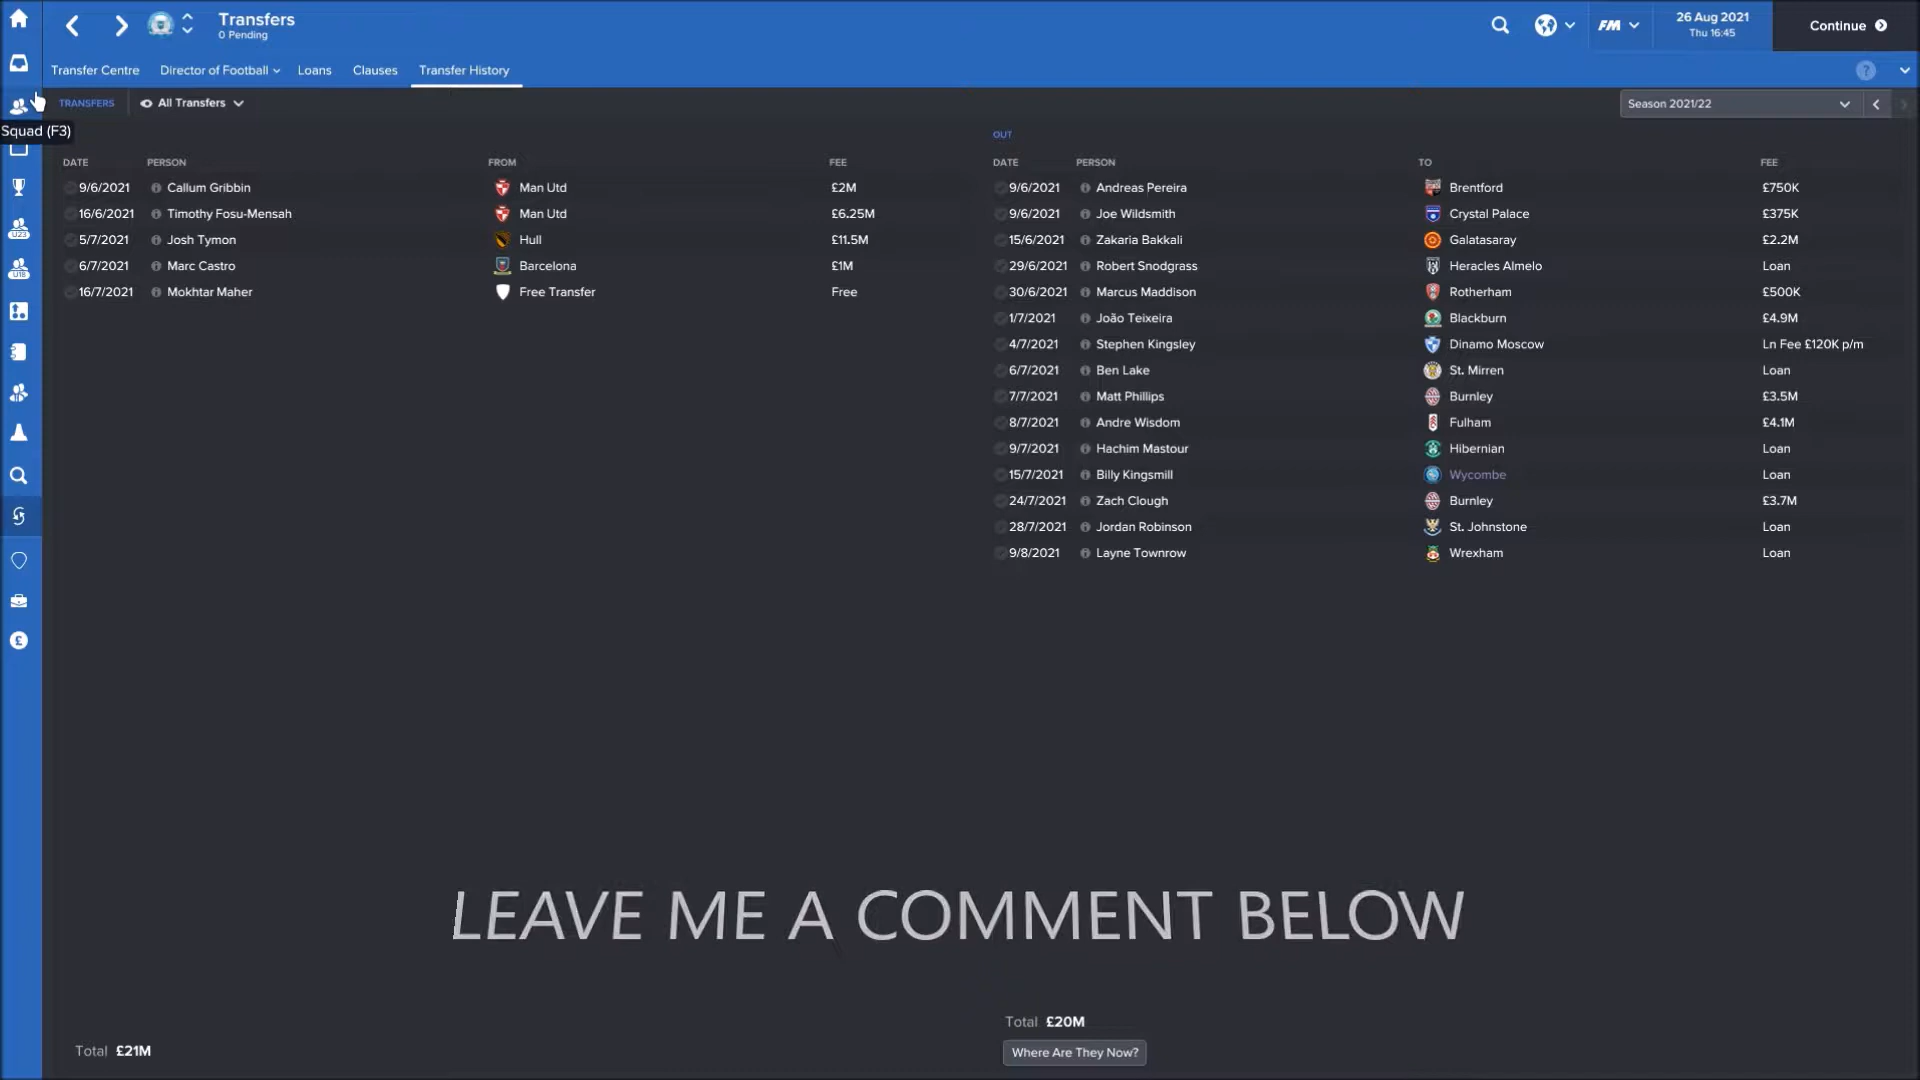 Transfers
0 Pending
FM
26 Aug 2021
Thu 16:45
Continue
Transfer Centre Director of Football Loans Clauses Transfer History
?
TRANSFERS All Transfers
Season 2021/22
Squad (F3)
DATE PERSON FROM FEE
9/6/2021 Callum Gribbin Man Utd £2M
16/6/2021 Timothy Fosu-Mensah Man Utd £6.25M
5/7/2021 Josh Tymon Hull £11.5M
6/7/2021 Marc Castro Barcelona £1M
16/7/2021 Mokhtar Maher Free Transfer Free
Total £21M
OUT
DATE PERSON TO FEE
9/6/2021 Andreas Pereira Brentford £750K
9/6/2021 Joe Wildsmith Crystal Palace £375K
15/6/2021 Zakaria Bakkali Galatasaray £2.2M
29/6/2021 Robert Snodgrass Heracles Almelo Loan
30/6/2021 Marcus Maddison Rotherham £500K
1/7/2021 João Teixeira Blackburn £4.9M
4/7/2021 Stephen Kingsley Dinamo Moscow Ln Fee £120K p/m
6/7/2021 Ben Lake St. Mirren Loan
7/7/2021 Matt Phillips Burnley £3.5M
8/7/2021 Andre Wisdom Fulham £4.1M
9/7/2021 Hachim Mastour Hibernian Loan
15/7/2021 Billy Kingsmill Wycombe Loan
24/7/2021 Zach Clough Burnley £3.7M
28/7/2021 Jordan Robinson St. Johnstone Loan
9/8/2021 Layne Townrow Wrexham Loan
LEAVE ME A COMMENT BELOW
Total £20M
Where Are They Now?
U23
U18
£